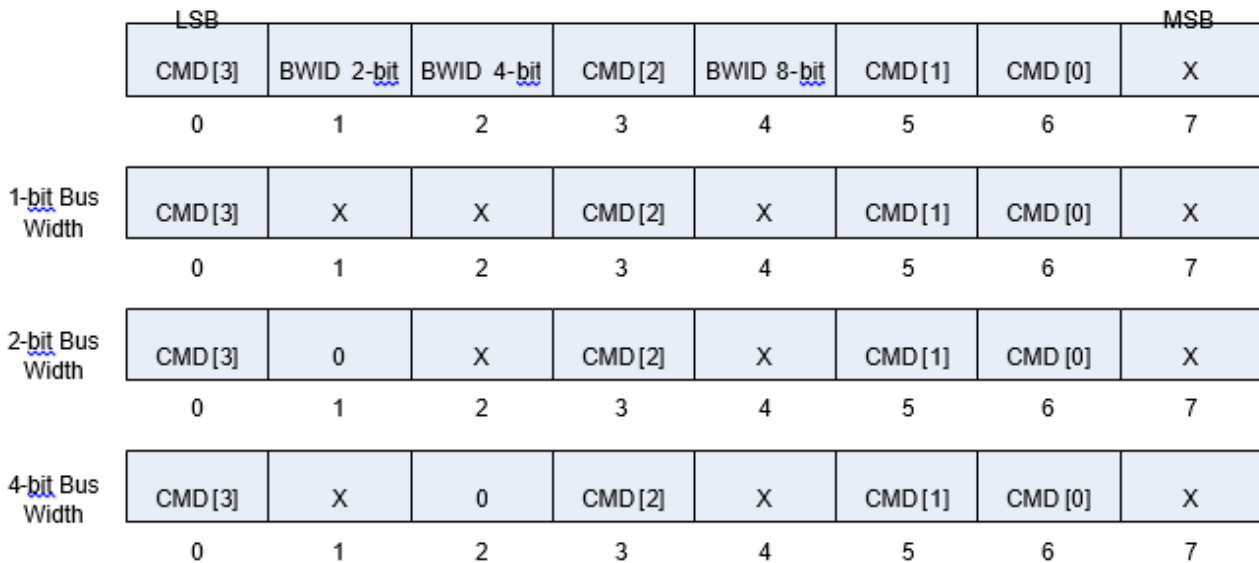 LSB MSB
CMD[3] BWID 2-bit BWID 4-bit CMD[2] BWID 8-bit CMD[1] CMD[0] X
0 1 2 3 4 5 6 7
1-bit Bus
Width
CMD[3] X X CMD[2] X CMD[1] CMD[0] X
0 1 2 3 4 5 6 7
2-bit Bus
Width
CMD[3] 0 X CMD[2] X CMD[1] CMD[0] X
0 1 2 3 4 5 6 7
4-bit Bus
Width
CMD[3] X 0 CMD[2] X CMD[1] CMD[0] X
0 1 2 3 4 5 6 7